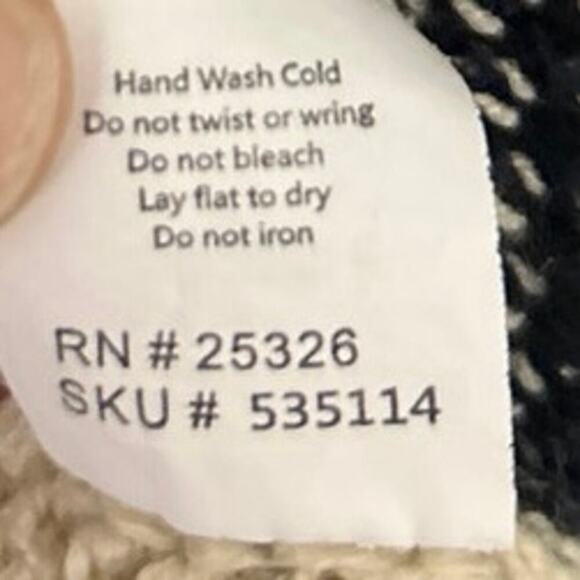 Hand Wash Cold
Do not twist or wring
Do not bleach
Lay flat to dry
Do not iron
RN # 25326
SKU # 535114